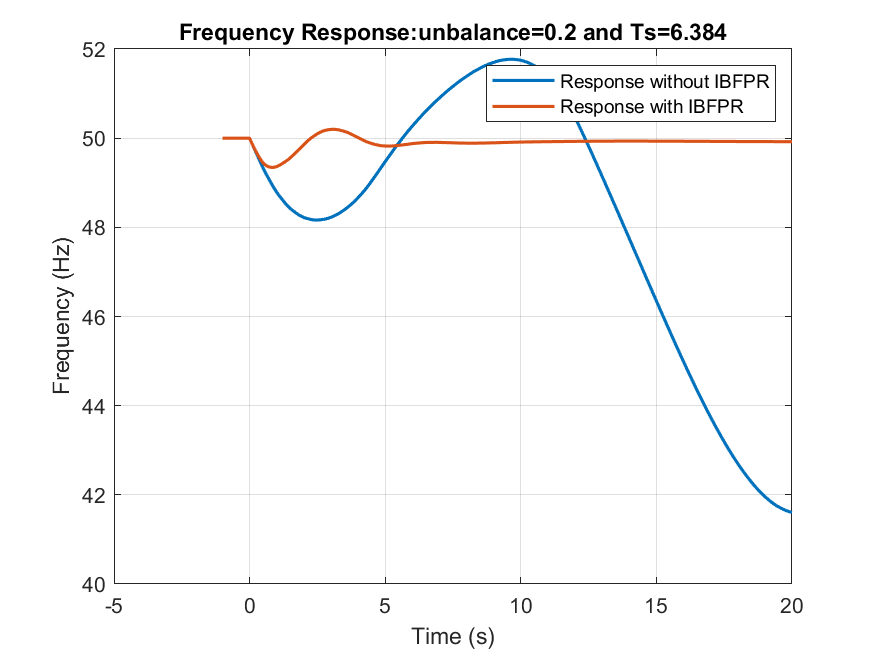 Frequency Response:unbalance=0.2 and Ts=6.384
Response without IBFPR
Response with IBFPR
Frequency (Hz)
52
50
48
46
44
42
40
-5
0
5
10
15
20
Time (s)